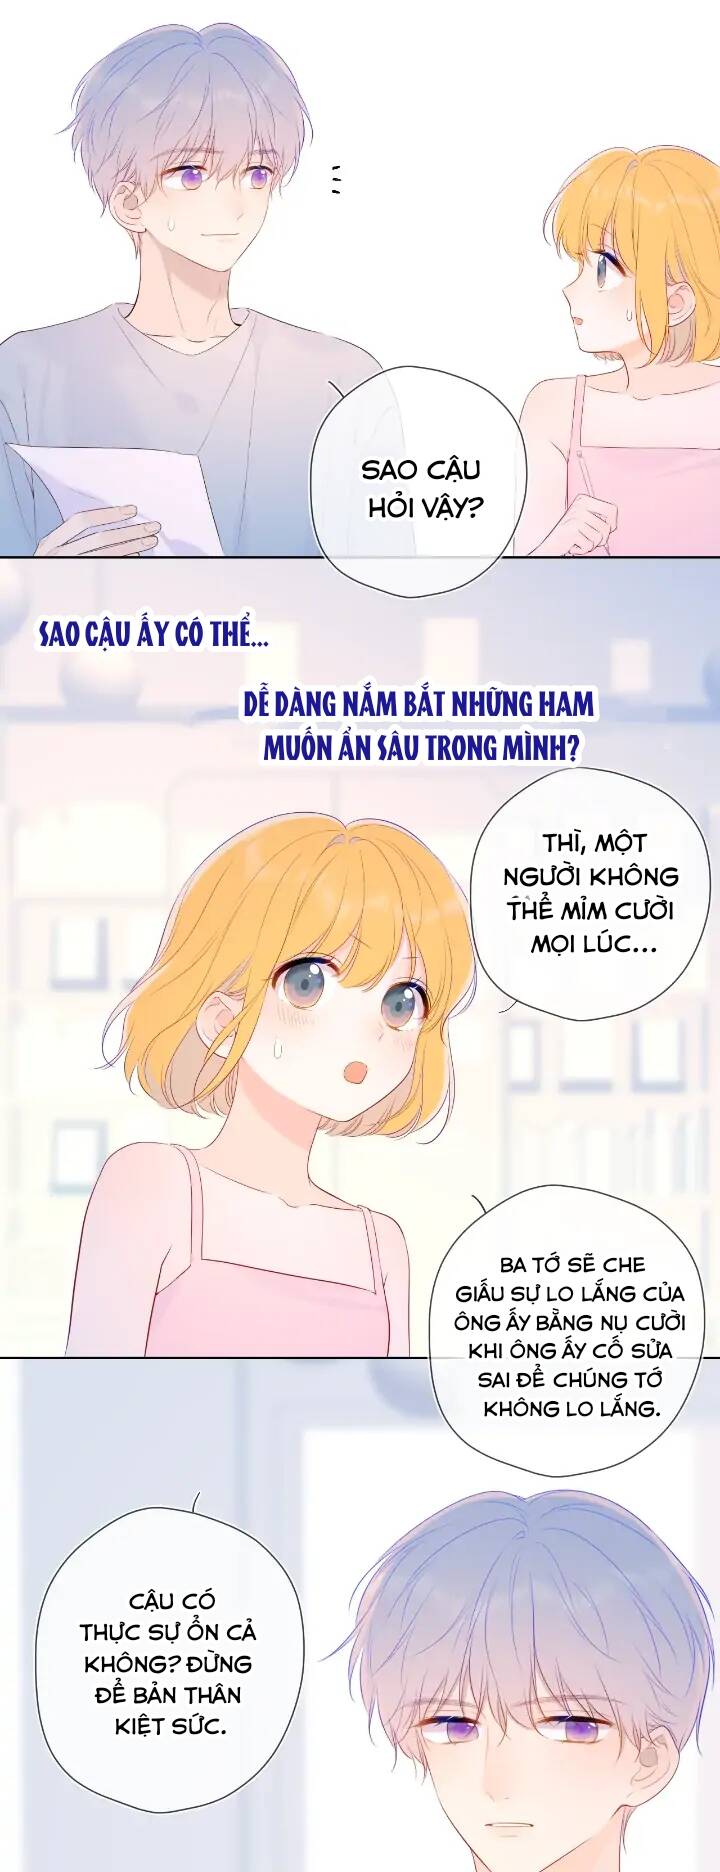 SAO CẬU
HỎI VẬY?
SAO CẬU ẤY CÓ THỂ...
DỄ DÀNG NẮM BẮT NHỮNG HAM
MUỐN ẨN SÂU TRONG MÌNH?
THÌ, MỘT
NGƯỜI KHÔNG
THỂ MỈM CƯỜI
MỌI LÚC...
BA TỚ SẼ CHE
GIẤU SỰ LO LẮNG CỦA
ÔNG ẤY BẰNG NỤ CƯỜI
KHI ÔNG ẤY CỐ SỬA
SAI ĐỂ CHÚNG TỚ
KHÔNG LO LẮNG.
CẬU CÓ
THỰC SỰ ỔN CẢ
KHÔNG? ĐỪNG
ĐỂ BẢN THÂN
KIỆT SỨC.